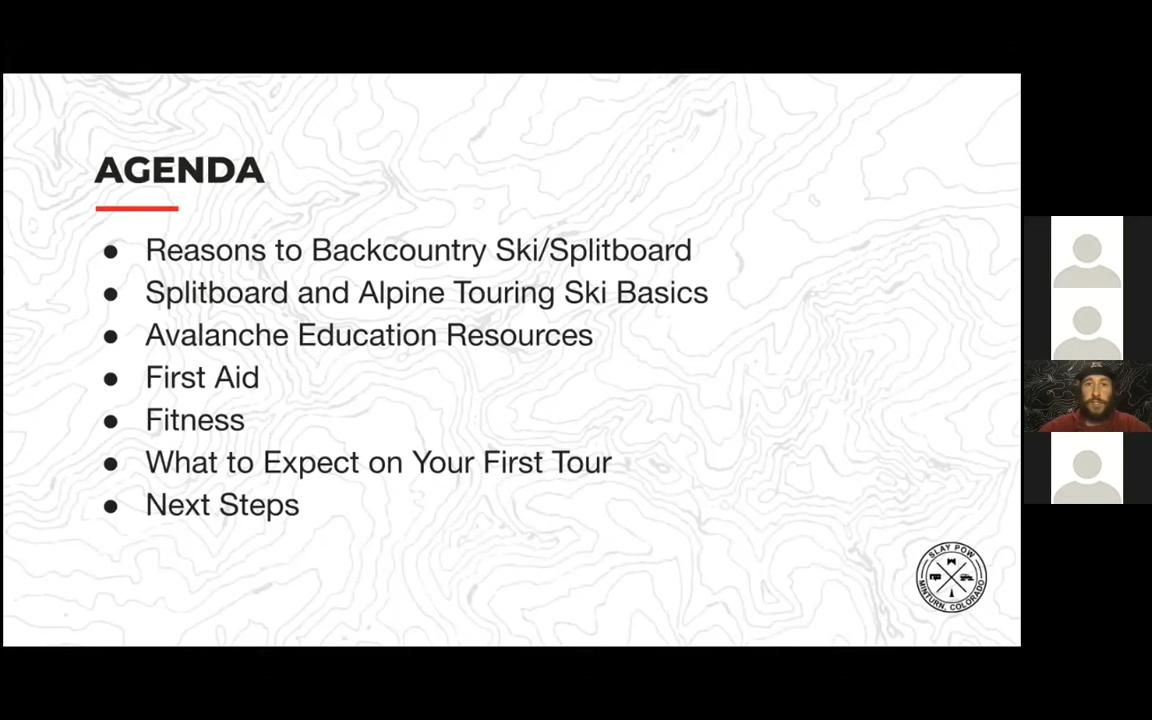 AGENDA
● Reasons to Backcountry Ski/Splitboard
● Splitboard and Alpine Touring Ski Basics
● Avalanche Education Resources
● First Aid
● Fitness
● What to Expect on Your First Tour
● Next Steps
SLAY POW
MINTURN, COLORADO